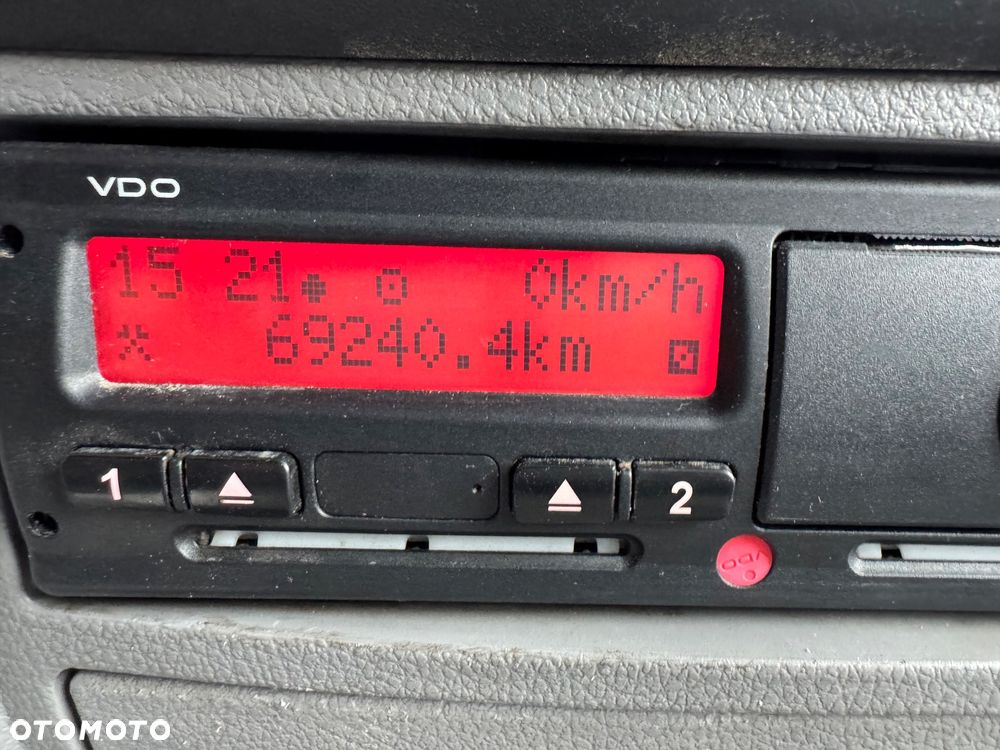 VDO
15 21 0km/h
69240.4km
1 2
VDO
OTOMOTO